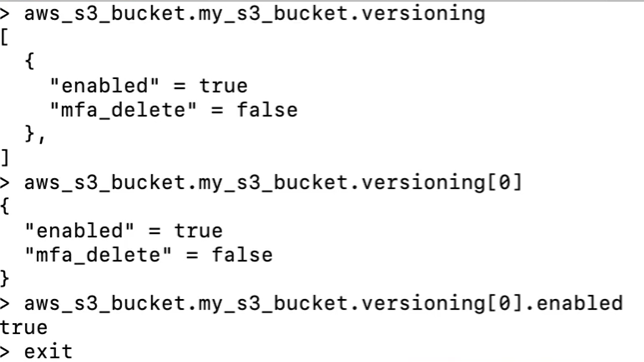 > aws_s3_bucket.my_s3_bucket.versioning
[
  {
    "enabled" = true
    "mfa_delete" = false
  },
]
> aws_s3_bucket.my_s3_bucket.versioning[0]
{
  "enabled" = true
  "mfa_delete" = false
}
> aws_s3_bucket.my_s3_bucket.versioning[0].enabled
true
> exit